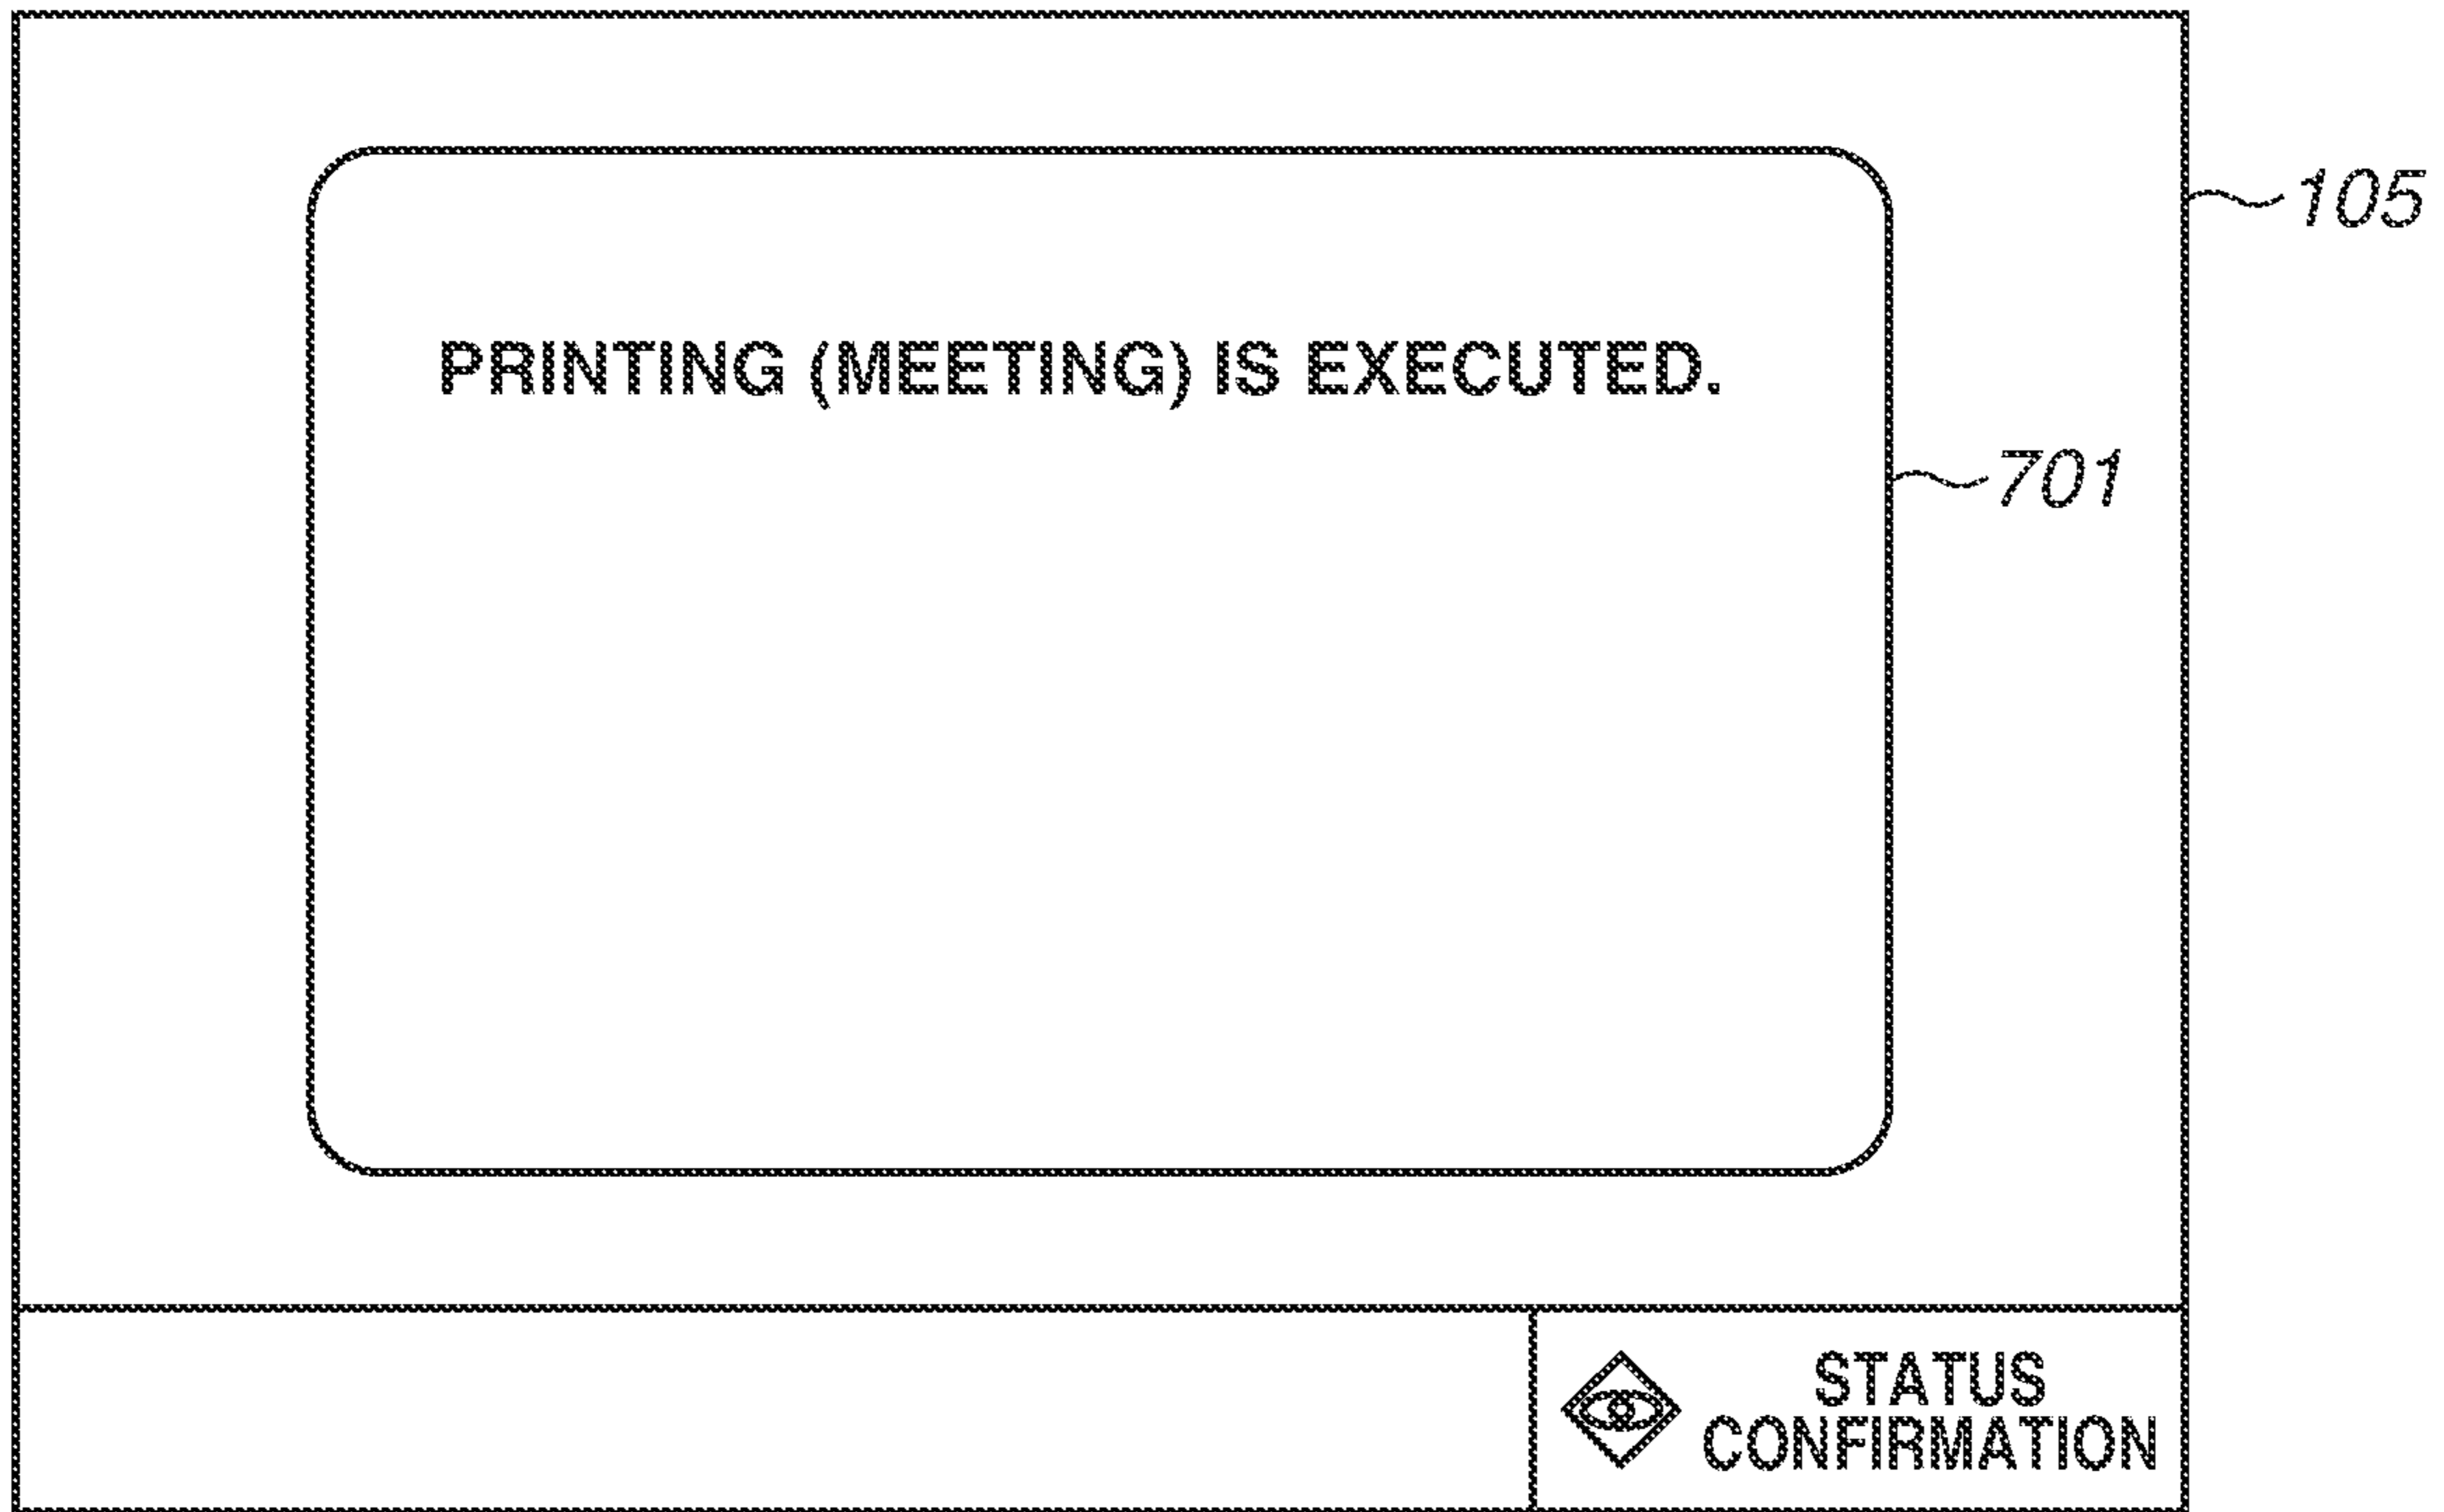 105
PRINTING (MEETING) IS EXECUTED.
701
STATUS
CONFIRMATION